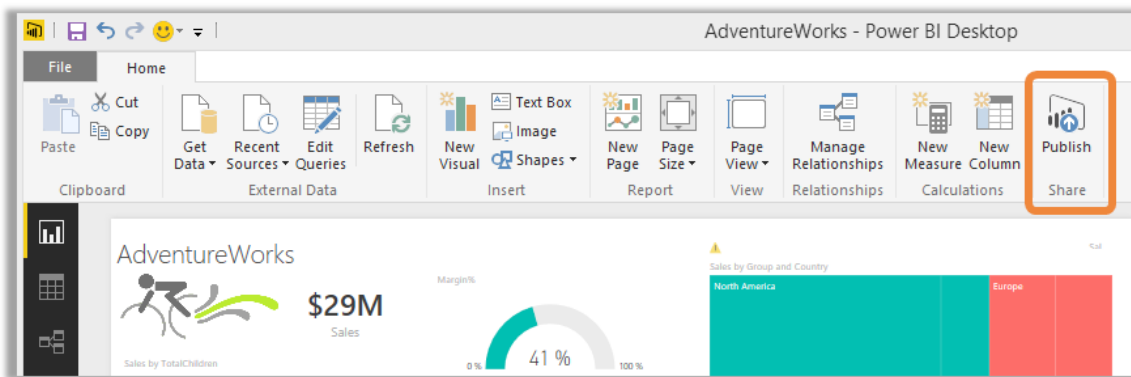 AdventureWorks - Power BI Desktop
File Home
Paste
Cut
Copy
Clipboard
Get Data
Recent Sources
Edit Queries
Refresh
External Data
New Visual
Text Box
Image
Shapes
Insert
New Page
Page Size
Report
Page View
View
Manage Relationships
Relationships
New Measure
New Column
Calculations
Publish
Share
AdventureWorks
$29M
Sales
Sales by TotalChildren
Margin%
41 %
0 %
100 %
Sales by Group and Country
North America
Europe